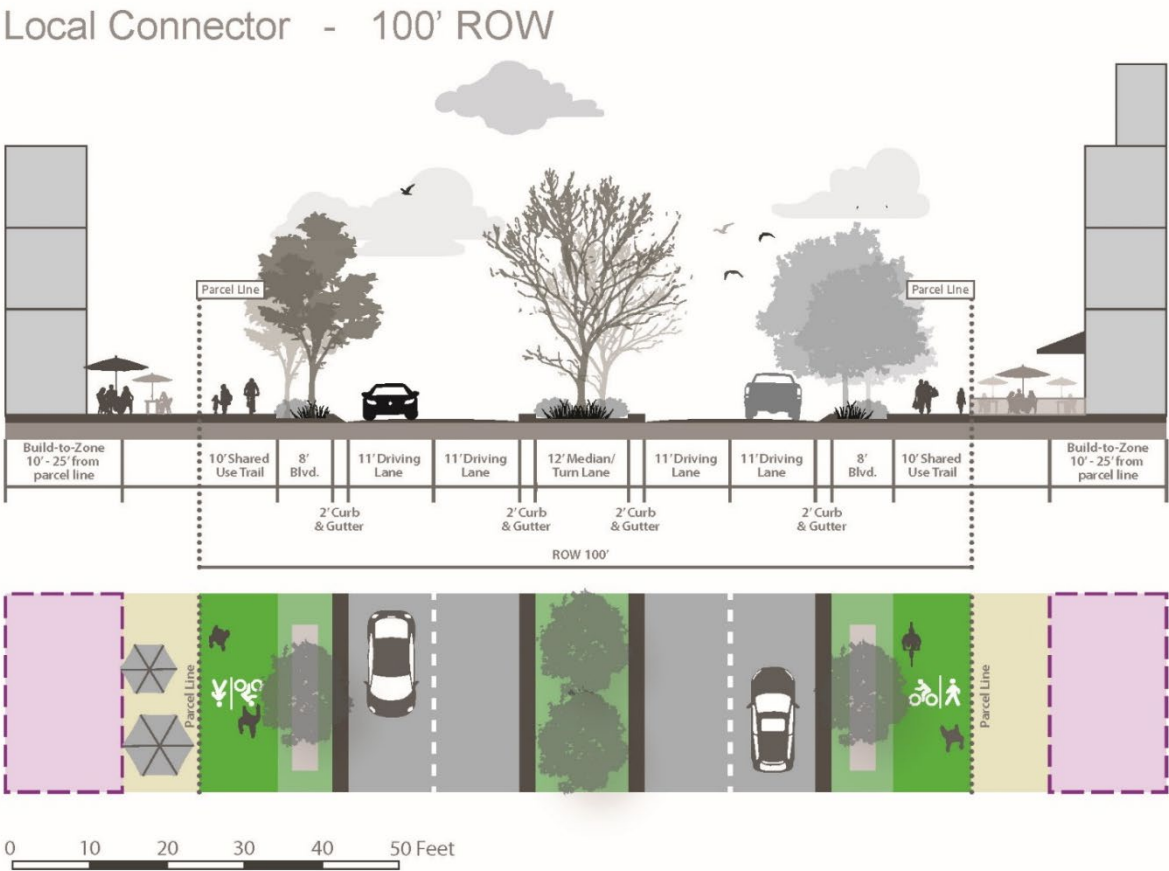 Local Connector - 100' ROW
Parcel Line
Parcel Line
Build-to-Zone
10' - 25' from
parcel line
10' Shared
Use Trail
8'
Blvd.
11' Driving
Lane
11' Driving
Lane
12' Median/
Turn Lane
11' Driving
Lane
11' Driving
Lane
8'
Blvd.
10' Shared
Use Trail
Build-to-Zone
10' - 25' from
parcel line
2' Curb
& Gutter
2' Curb
& Gutter
2' Curb
& Gutter
2' Curb
& Gutter
ROW 100'
Parcel Line
Parcel Line
0 10 20 30 40 50 Feet